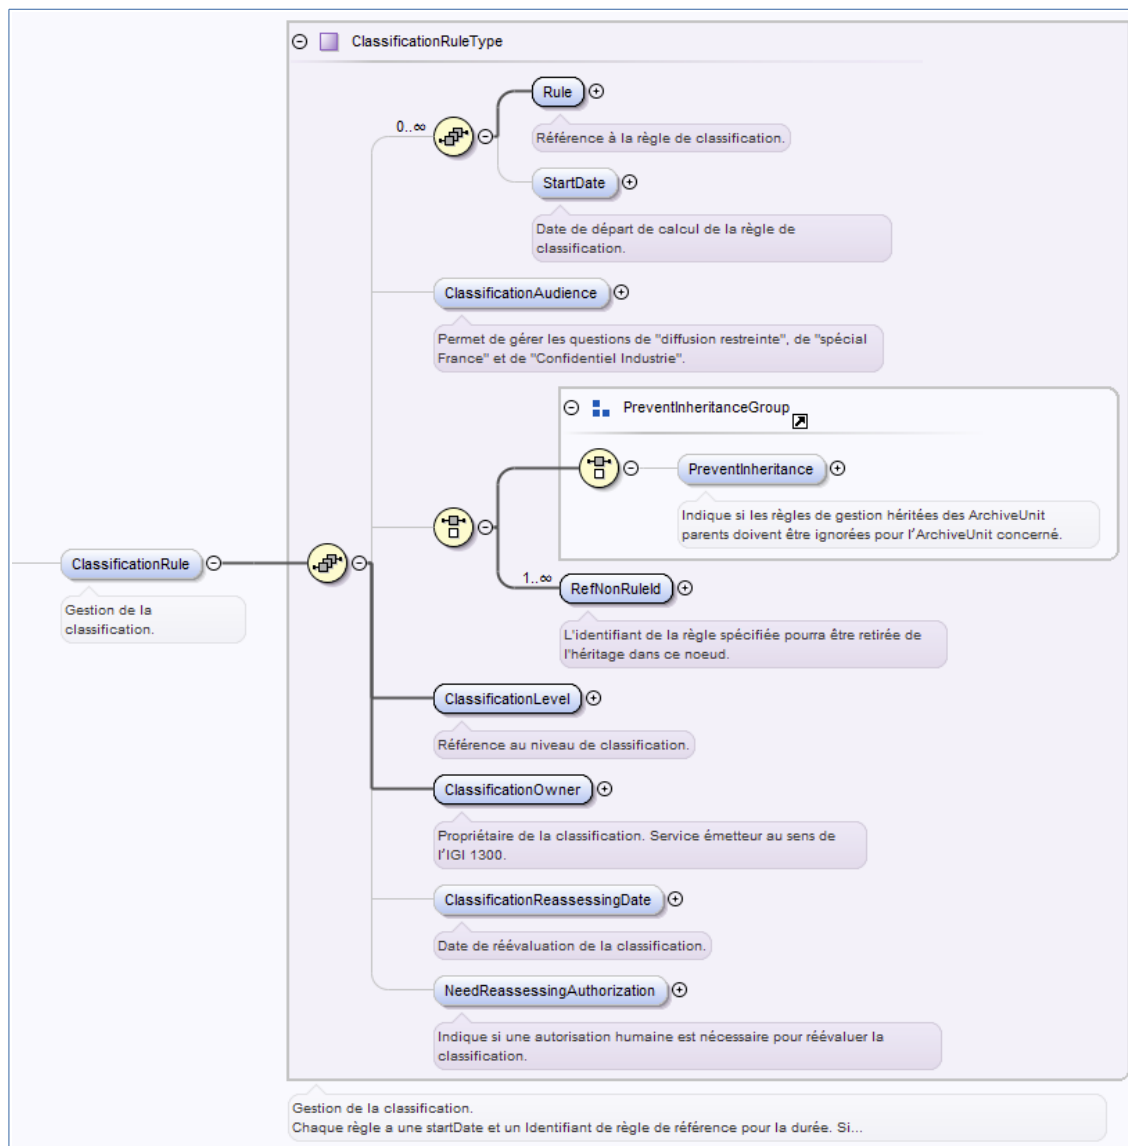 ClassificationRuleType
Rule
0..∞
Référence à la règle de classification.
StartDate
Date de départ de calcul de la règle de
classification.
ClassificationAudience
Permet de gérer les questions de "diffusion restreinte", de "spécial
France" et de "Confidentiel Industrie".
PreventInheritanceGroup
PreventInheritance
Indique si les règles de gestion héritées des ArchiveUnit
parents doivent être ignorées pour l'ArchiveUnit concerné.
ClassificationRule
Gestion de la
classification.
1..∞
RefNonRuleId
L'identifiant de la règle spécifiée pourra être retirée de
l'héritage dans ce noeud.
ClassificationLevel
Référence au niveau de classification.
ClassificationOwner
Propriétaire de la classification. Service émetteur au sens de
l'IGI 1300.
ClassificationReassessingDate
Date de réévaluation de la classification.
NeedReassessingAuthorization
Indique si une autorisation humaine est nécessaire pour réévaluer la
classification.
Gestion de la classification.
Chaque règle a une startDate et un Identifiant de règle de référence pour la durée. Si...